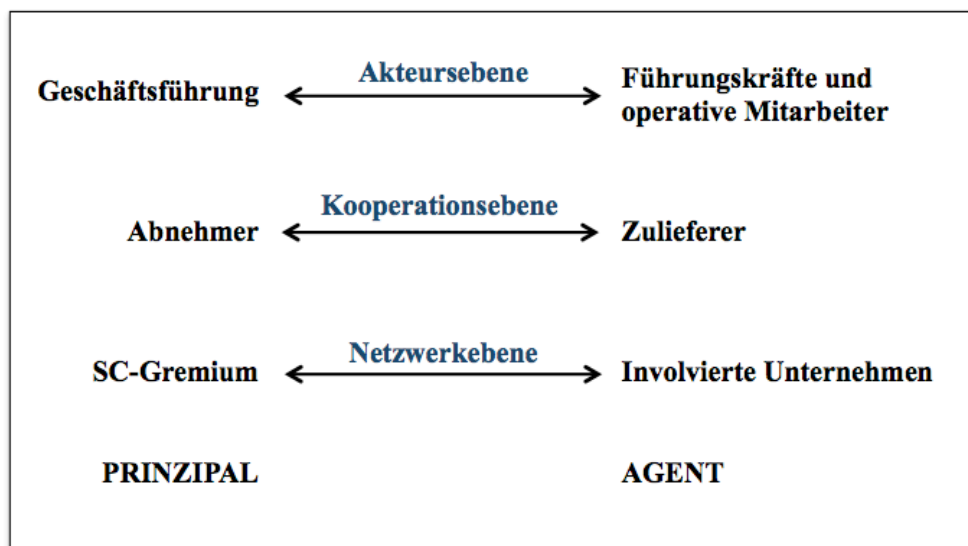 Geschäftsführung
Akteursebene
Führungskräfte und
operative Mitarbeiter
Abnehmer
Kooperationsebene
Zulieferer
SC-Gremium
Netzwerkebene
Involvierte Unternehmen
PRINZIPAL
AGENT